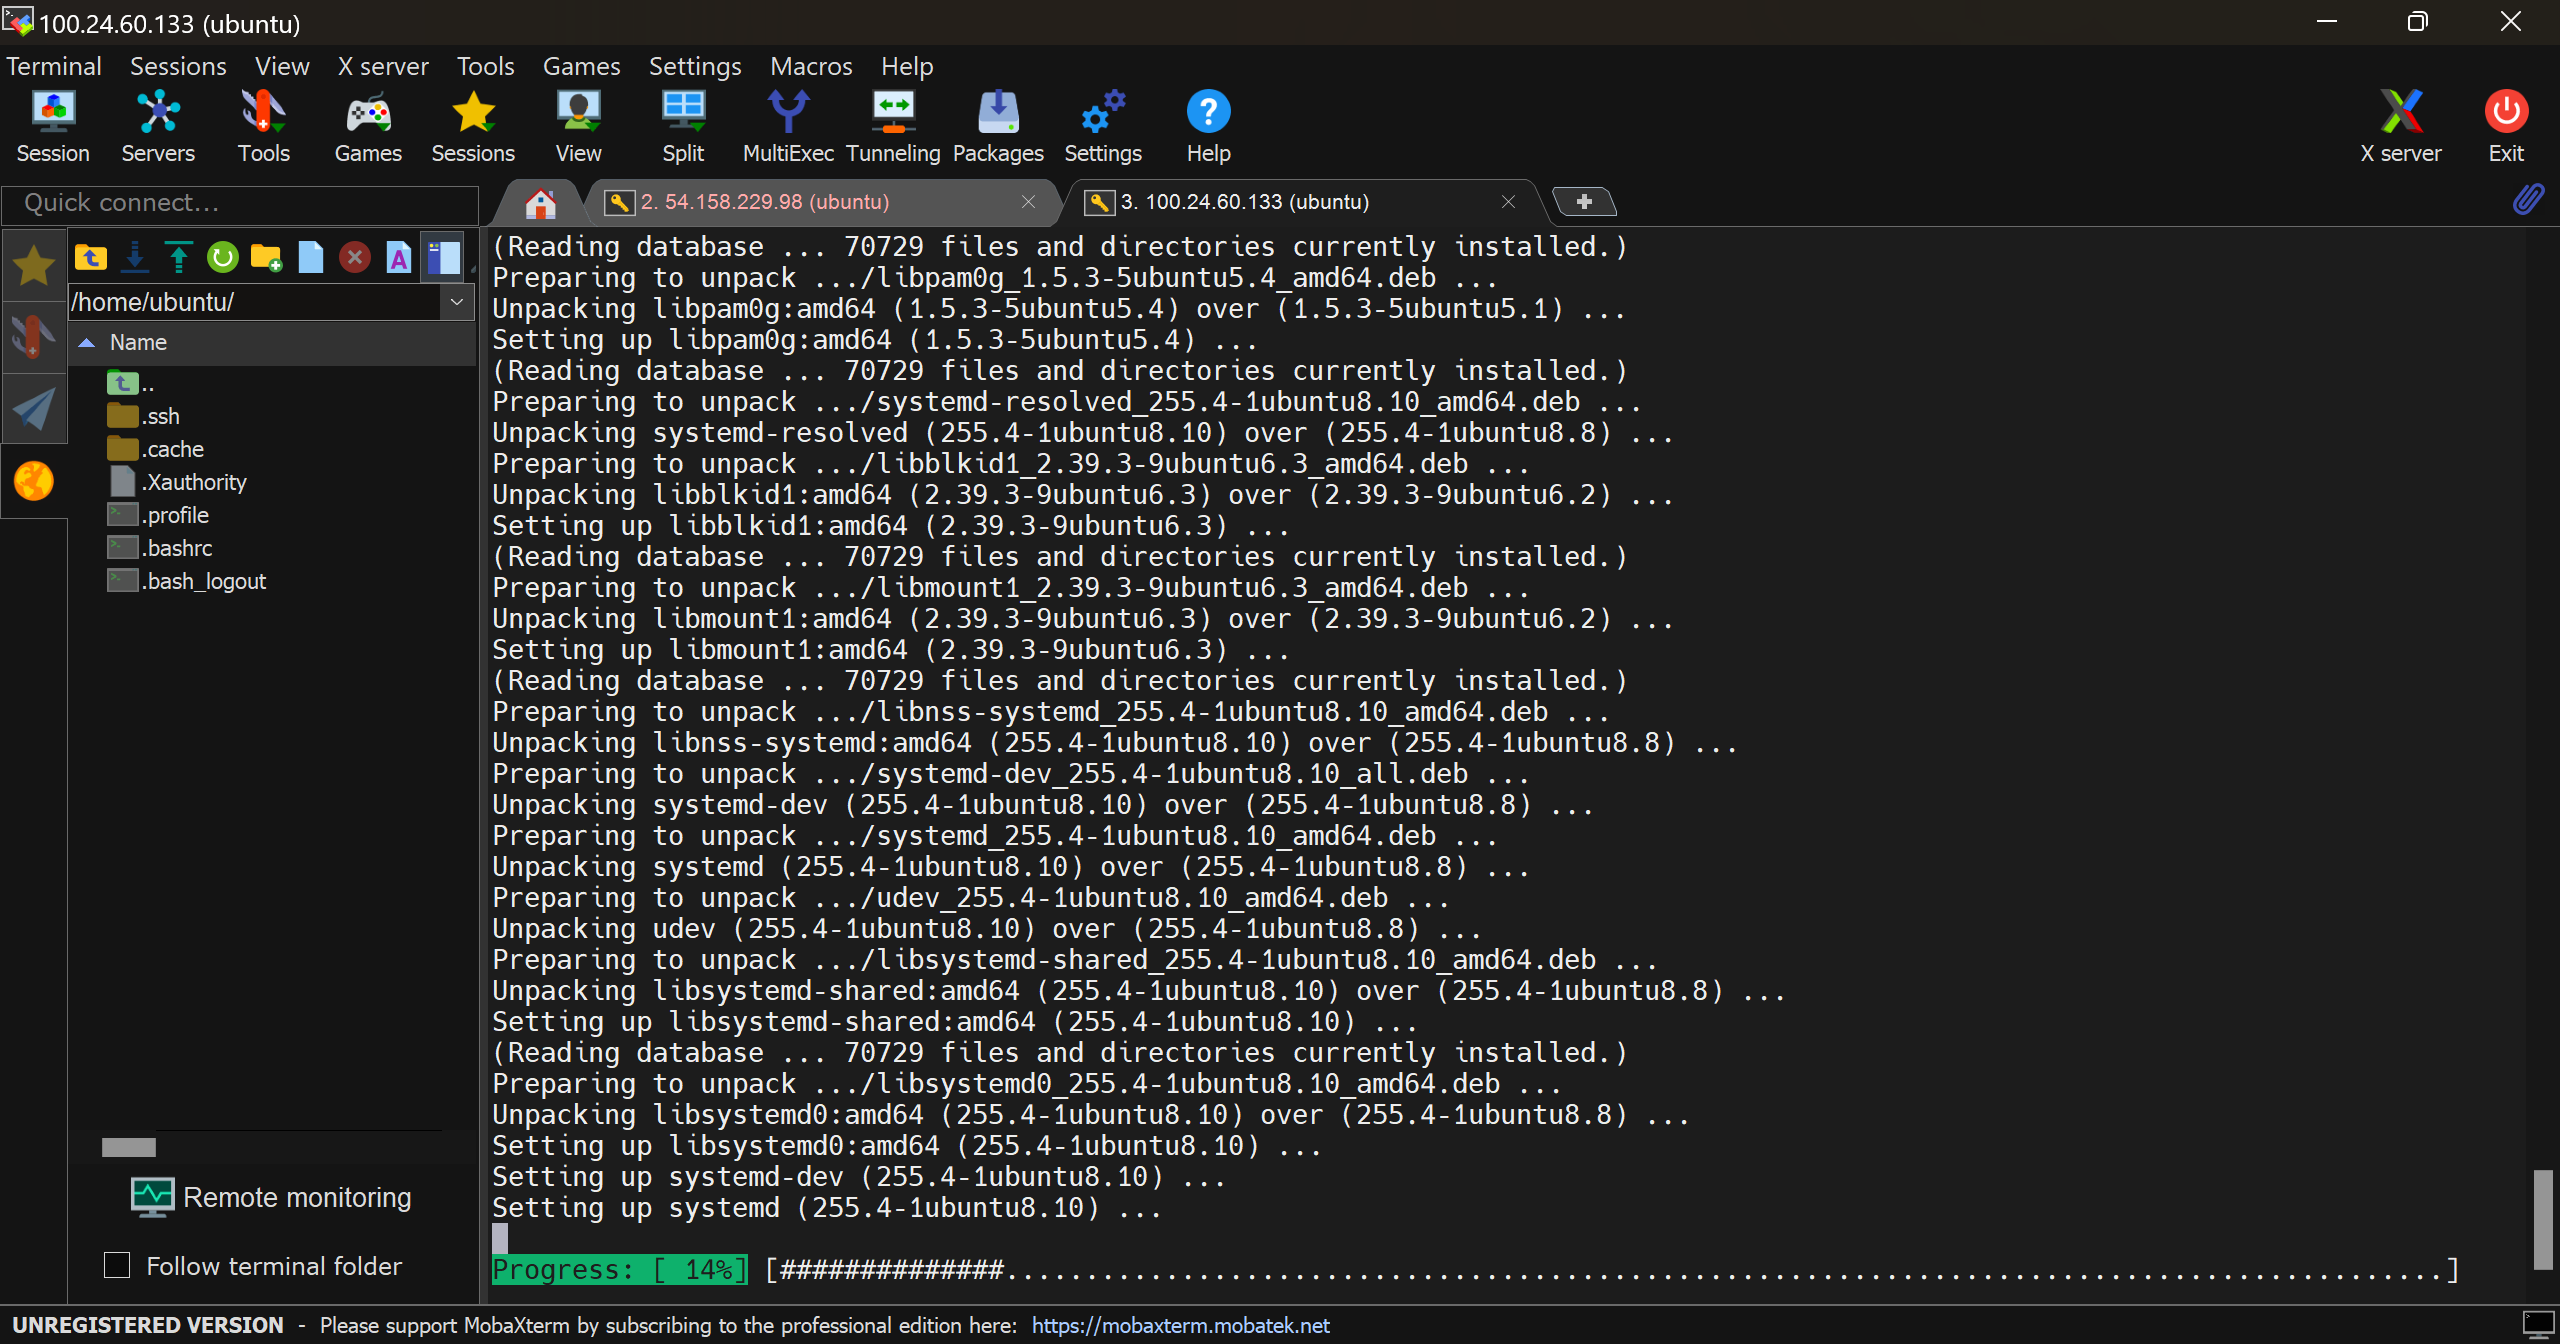 100.24.60.133 (ubuntu)
Terminal Sessions View X server Tools Games Settings Macros Help
Session Servers Tools Games Sessions View Split MultiExec Tunneling Packages Settings Help X server Exit
Quick connect...
2. 54.158.229.98 (ubuntu)
3. 100.24.60.133 (ubuntu)
/home/ubuntu/
Name
..
.ssh
.cache
.Xauthority
.profile
.bashrc
.bash_logout
Remote monitoring
Follow terminal folder
(Reading database ... 70729 files and directories currently installed.)
Preparing to unpack .../libpam0g_1.5.3-5ubuntu5.4_amd64.deb ...
Unpacking libpam0g:amd64 (1.5.3-5ubuntu5.4) over (1.5.3-5ubuntu5.1) ...
Setting up libpam0g:amd64 (1.5.3-5ubuntu5.4) ...
(Reading database ... 70729 files and directories currently installed.)
Preparing to unpack .../systemd-resolved_255.4-1ubuntu8.10_amd64.deb ...
Unpacking systemd-resolved (255.4-1ubuntu8.10) over (255.4-1ubuntu8.8) ...
Preparing to unpack .../libblkid1_2.39.3-9ubuntu6.3_amd64.deb ...
Unpacking libblkid1:amd64 (2.39.3-9ubuntu6.3) over (2.39.3-9ubuntu6.2) ...
Setting up libblkid1:amd64 (2.39.3-9ubuntu6.3) ...
(Reading database ... 70729 files and directories currently installed.)
Preparing to unpack .../libmount1_2.39.3-9ubuntu6.3_amd64.deb ...
Unpacking libmount1:amd64 (2.39.3-9ubuntu6.3) over (2.39.3-9ubuntu6.2) ...
Setting up libmount1:amd64 (2.39.3-9ubuntu6.3) ...
(Reading database ... 70729 files and directories currently installed.)
Preparing to unpack .../libnss-systemd_255.4-1ubuntu8.10_amd64.deb ...
Unpacking libnss-systemd:amd64 (255.4-1ubuntu8.10) over (255.4-1ubuntu8.8) ...
Preparing to unpack .../systemd-dev_255.4-1ubuntu8.10_all.deb ...
Unpacking systemd-dev (255.4-1ubuntu8.10) over (255.4-1ubuntu8.8) ...
Preparing to unpack .../systemd_255.4-1ubuntu8.10_amd64.deb ...
Unpacking systemd (255.4-1ubuntu8.10) over (255.4-1ubuntu8.8) ...
Preparing to unpack .../udev_255.4-1ubuntu8.10_amd64.deb ...
Unpacking udev (255.4-1ubuntu8.10) over (255.4-1ubuntu8.8) ...
Preparing to unpack .../libsystemd-shared_255.4-1ubuntu8.10_amd64.deb ...
Unpacking libsystemd-shared:amd64 (255.4-1ubuntu8.10) over (255.4-1ubuntu8.8) ...
Setting up libsystemd-shared:amd64 (255.4-1ubuntu8.10) ...
(Reading database ... 70729 files and directories currently installed.)
Preparing to unpack .../libsystemd0_255.4-1ubuntu8.10_amd64.deb ...
Unpacking libsystemd0:amd64 (255.4-1ubuntu8.10) over (255.4-1ubuntu8.8) ...
Setting up libsystemd0:amd64 (255.4-1ubuntu8.10) ...
Setting up systemd-dev (255.4-1ubuntu8.10) ...
Setting up systemd (255.4-1ubuntu8.10) ...
Progress: [ 14%] [##############..........................................................................................]
UNREGISTERED VERSION - Please support MobaXterm by subscribing to the professional edition here: https://mobaxterm.mobatek.net